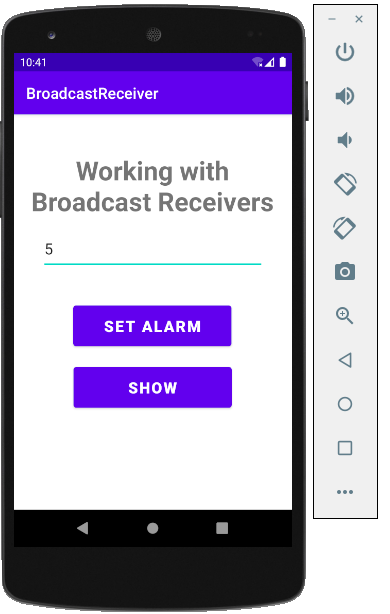 10:41
BroadcastReceiver
Working with
Broadcast Receivers
5
SET ALARM
SHOW